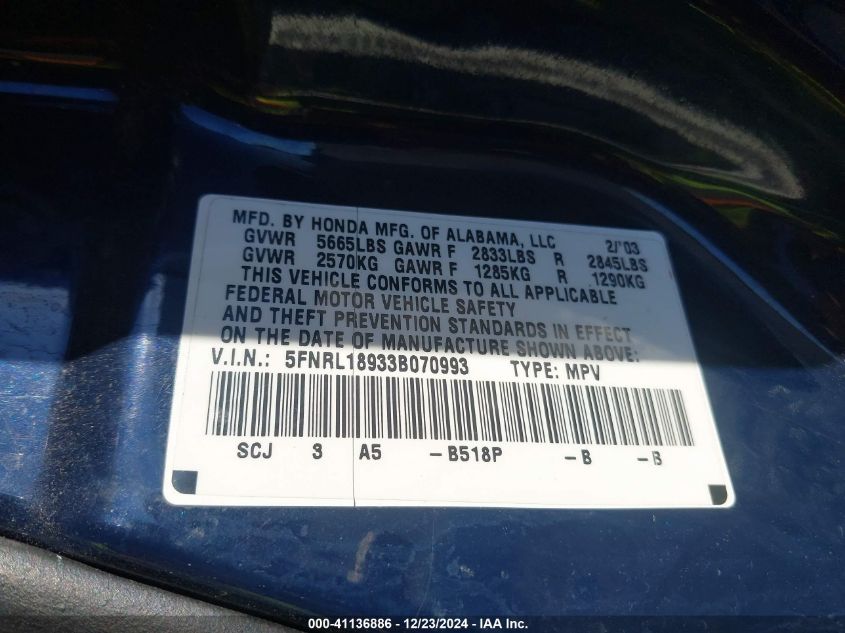 MFD. BY HONDA MFG. OF ALABAMA, LLC 2/'03
GVWR 5665LBS GAWR F 2833LBS R 2845LBS
GVWR 2570KG GAWR F 1285KG R 1290KG
THIS VEHICLE CONFORMS TO ALL APPLICABLE
FEDERAL MOTOR VEHICLE SAFETY
AND THEFT PREVENTION STANDARDS IN EFFECT
ON THE DATE OF MANUFACTURE SHOWN ABOVE:
V.I.N.: 5FNRL18933B070993 TYPE: MPV
SCJ 3 A5 -B518P -B -B
000-41136886 - 12/23/2024 - IAA Inc.